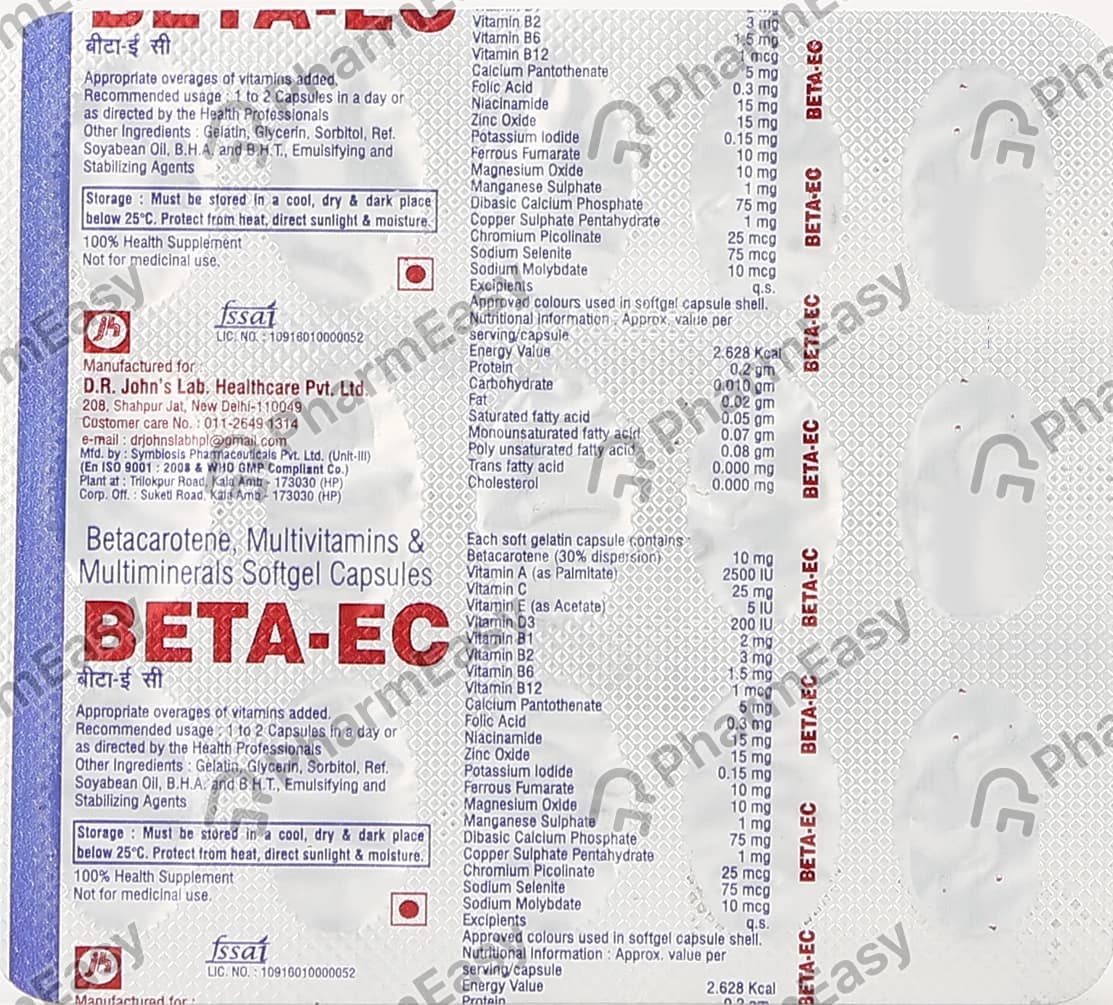 BETA-EC
बीटा-ई सी
Appropriate overages of vitamins added.
Recommended usage : 1 to 2 Capsules in a day or
as directed by the Health Professionals
Other Ingredients : Gelatin, Glycerin, Sorbitol, Ref.
Soyabean Oil, B.H.A. and B.H.T., Emulsifying and
Stabilizing Agents
Storage : Must be stored in a cool, dry & dark place
below 25°C. Protect from heat, direct sunlight & moisture.
100% Health Supplement
Not for medicinal use.
fssai
LIC. NO. : 10916010000052
Manufactured for :
D.R. John's Lab. Healthcare Pvt. Ltd.
208, Shahpur Jat, New Delhi-110049
Customer care No. : 011-2649 1314
e-mail : drjohnslabhpl@gmail.com
Mfd. by : Symbiosis Pharmaceuticals Pvt. Ltd. (Unit-III)
(En ISO 9001 : 2008 & WHO GMP Compliant Co.)
Plant at : Trilokpur Road, Kala Amb - 173030 (HP)
Corp. Off. : Suketi Road, Kala Amb - 173030 (HP)
Betacarotene, Multivitamins &
Multiminerals Softgel Capsules
BETA-EC
बीटा-ई सी
Appropriate overages of vitamins added.
Recommended usage : 1 to 2 Capsules in a day or
as directed by the Health Professionals
Other Ingredients : Gelatin, Glycerin, Sorbitol, Ref.
Soyabean Oil, B.H.A. and B.H.T., Emulsifying and
Stabilizing Agents
Storage : Must be stored in a cool, dry & dark place
below 25°C. Protect from heat, direct sunlight & moisture.
100% Health Supplement
Not for medicinal use.
fssai
LIC. NO. : 10916010000052
Manufactured for :
Vitamin B2 3 mg
Vitamin B6 1.5 mg
Vitamin B12 1 mcg
Calcium Pantothenate 5 mg
Folic Acid 0.3 mg
Niacinamide 15 mg
Zinc Oxide 15 mg
Potassium Iodide 0.15 mg
Ferrous Fumarate 10 mg
Magnesium Oxide 10 mg
Manganese Sulphate 1 mg
Dibasic Calcium Phosphate 75 mg
Copper Sulphate Pentahydrate 1 mg
Chromium Picolinate 25 mcg
Sodium Selenite 75 mcg
Sodium Molybdate 10 mcg
Excipients q.s.
Approved colours used in softgel capsule shell.
Nutritional Information : Approx. value per
serving/capsule
Energy Value 2.628 Kcal
Protein 0.2 gm
Carbohydrate 0.010 gm
Fat 0.02 gm
Saturated fatty acid 0.05 gm
Monounsaturated fatty acid 0.07 gm
Poly unsaturated fatty acid 0.08 gm
Trans fatty acid 0.000 mg
Cholesterol 0.000 mg
Each soft gelatin capsule contains :
Betacarotene (30% dispersion) 10 mg
Vitamin A (as Palmitate) 2500 IU
Vitamin C 25 mg
Vitamin E (as Acetate) 5 IU
Vitamin D3 200 IU
Vitamin B1 2 mg
Vitamin B2 3 mg
Vitamin B6 1.5 mg
Vitamin B12 1 mcg
Calcium Pantothenate 5 mg
Folic Acid 0.3 mg
Niacinamide 15 mg
Zinc Oxide 15 mg
Potassium Iodide 0.15 mg
Ferrous Fumarate 10 mg
Magnesium Oxide 10 mg
Manganese Sulphate 1 mg
Dibasic Calcium Phosphate 75 mg
Copper Sulphate Pentahydrate 1 mg
Chromium Picolinate 25 mcg
Sodium Selenite 75 mcg
Sodium Molybdate 10 mcg
Excipients q.s.
Approved colours used in softgel capsule shell.
Nutritional Information : Approx. value per
serving/capsule
Energy Value 2.628 Kcal
Protein 0.2 gm
BETA-EC
BETA-EC
BETA-EC
BETA-EC
BETA-EC
BETA-EC
BETA-EC
BETA-EC
PharmEasy
PharmEasy
PharmEasy
PharmEasy
PharmEasy
PharmEasy